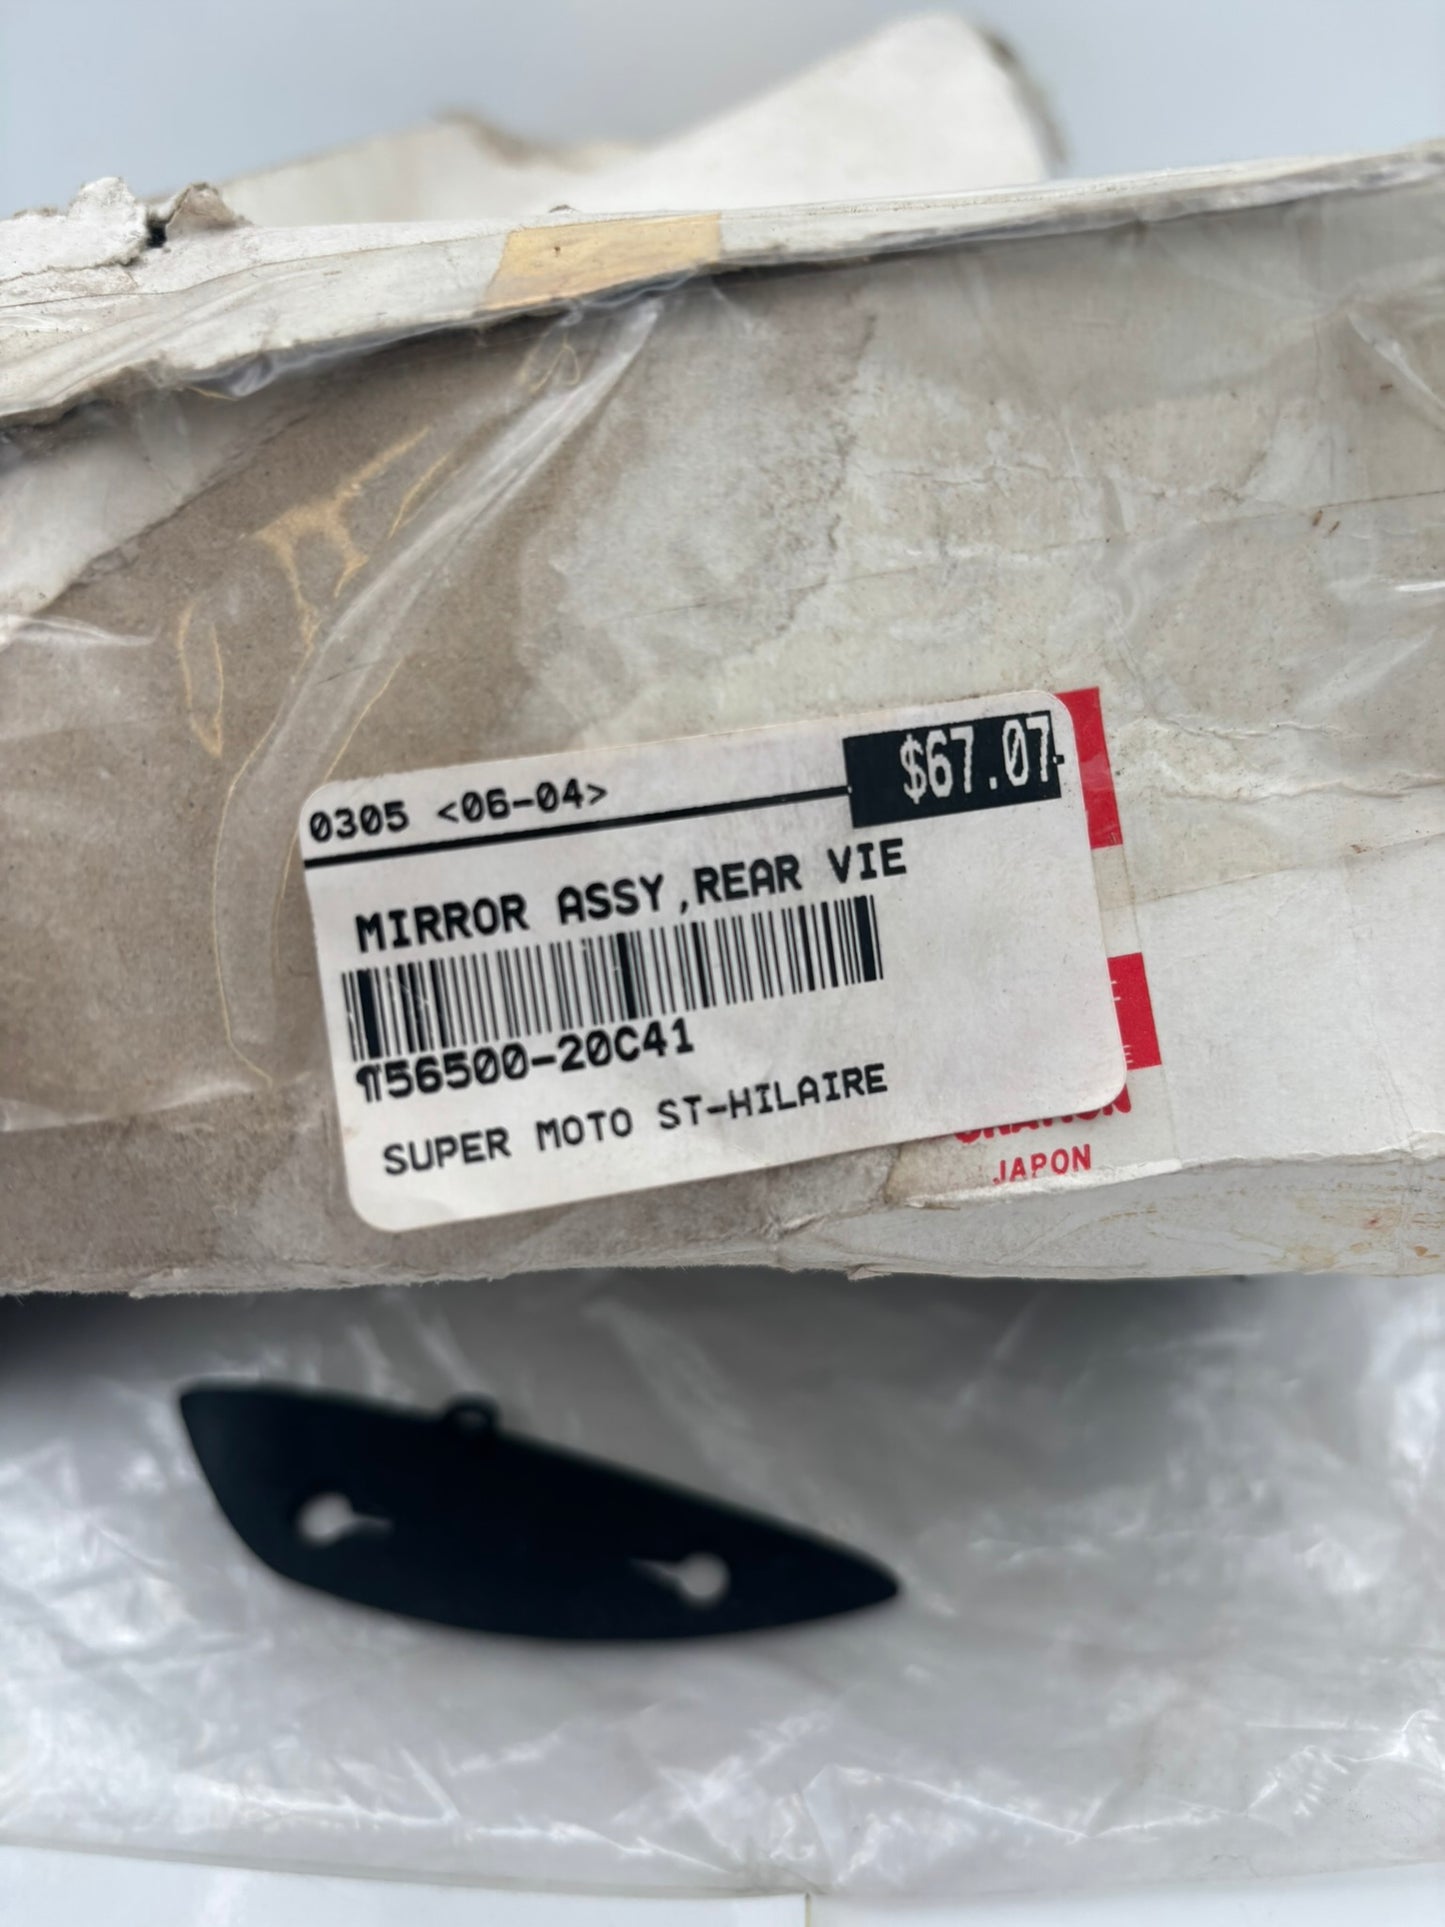 0305 <06-04>
$67.07
MIRROR ASSY,REAR VIE
¶56500-20C41
SUPER MOTO ST-HILAIRE
JAPON